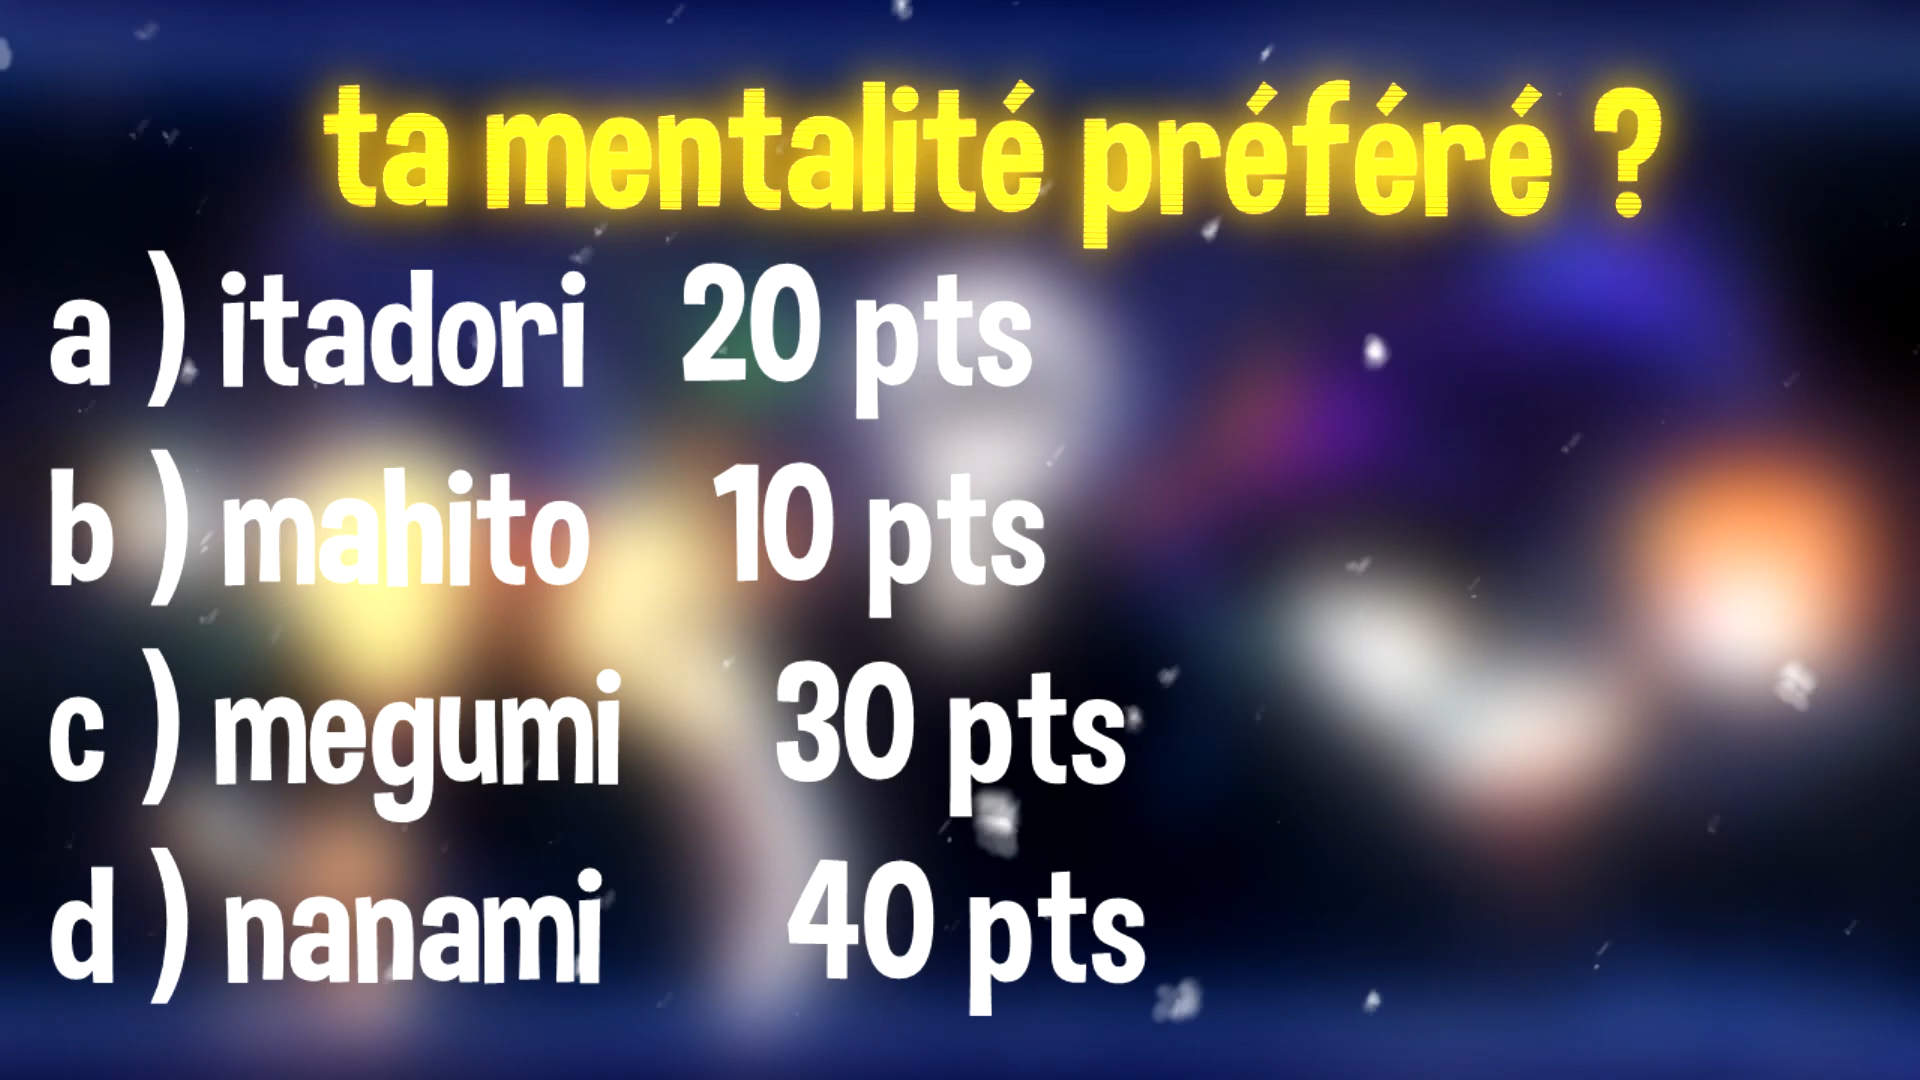 ta mentalité préféré ?
a ) itadori 20 pts
b ) mahito 10 pts
c ) megumi 30 pts
d ) nanami 40 pts